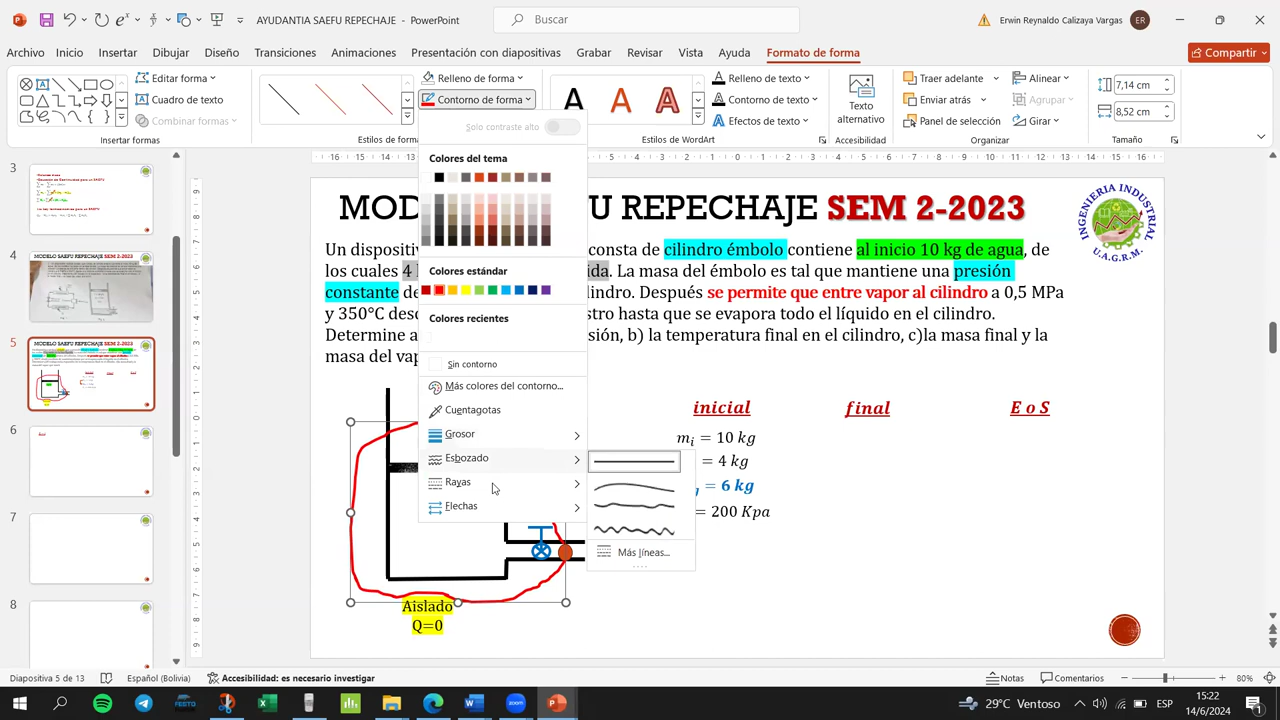 AYUDANTIA SAEFU REPECHAJE - PowerPoint
Buscar
Erwin Reynaldo Calizaya Vargas
ER
Archivo Inicio Insertar Dibujar Diseño Transiciones Animaciones Presentación con diapositivas Grabar Revisar Vista Ayuda Formato de forma
Compartir
Editar forma
Cuadro de texto
Combinar formas
Insertar formas
Relleno de forma
Contorno de forma
Estilos de form
A A A
Relleno de texto
Contorno de texto
Efectos de texto
Estilos de WordArt
Texto
alternativo
Accesibilidad
Traer adelante
Enviar atrás
Panel de selección
Alinear
Agrupar
Girar
Organizar
7,14 cm
8,52 cm
Tamaño
Solo contraste alto
Colores del tema
Colores estándar
Colores recientes
Sin contorno
Más colores del contorno...
Cuentagotas
Grosor
Esbozado
Rayas
Flechas
Más líneas...
3
4
MODELO SAEFU REPECHAJE SEM 2-2023
5
MODELO SAEFU REPECHAJE SEM 2-2023
6
7
8
MOD FU REPECHAJE SEM 2-2023
INGENIERIA INDUSTRIAL
U.A.G.R.M.
Un dispositiv consta de cilindro émbolo contiene al inicio 10 kg de agua, de
los cuales 4 ida. La masa del émbolo es tal que mantiene una presión
constante de lindro. Después se permite que entre vapor al cilindro a 0,5 MPa
y 350°C desc stro hasta que se evapora todo el líquido en el cilindro.
Determine a sión, b) la temperatura final en el cilindro, c)la masa final y la
masa del vap
inicial final E o S
mi = 10 kg
= 4 kg
g = 6 kg
= 200 Kpa
Aislado
Q=0
Diapositiva 5 de 13
Español (Bolivia)
Accesibilidad: es necesario investigar
Notas
Comentarios
80%
FESTO
zoom
29°C Ventoso
ESP
15:22
14/6/2024